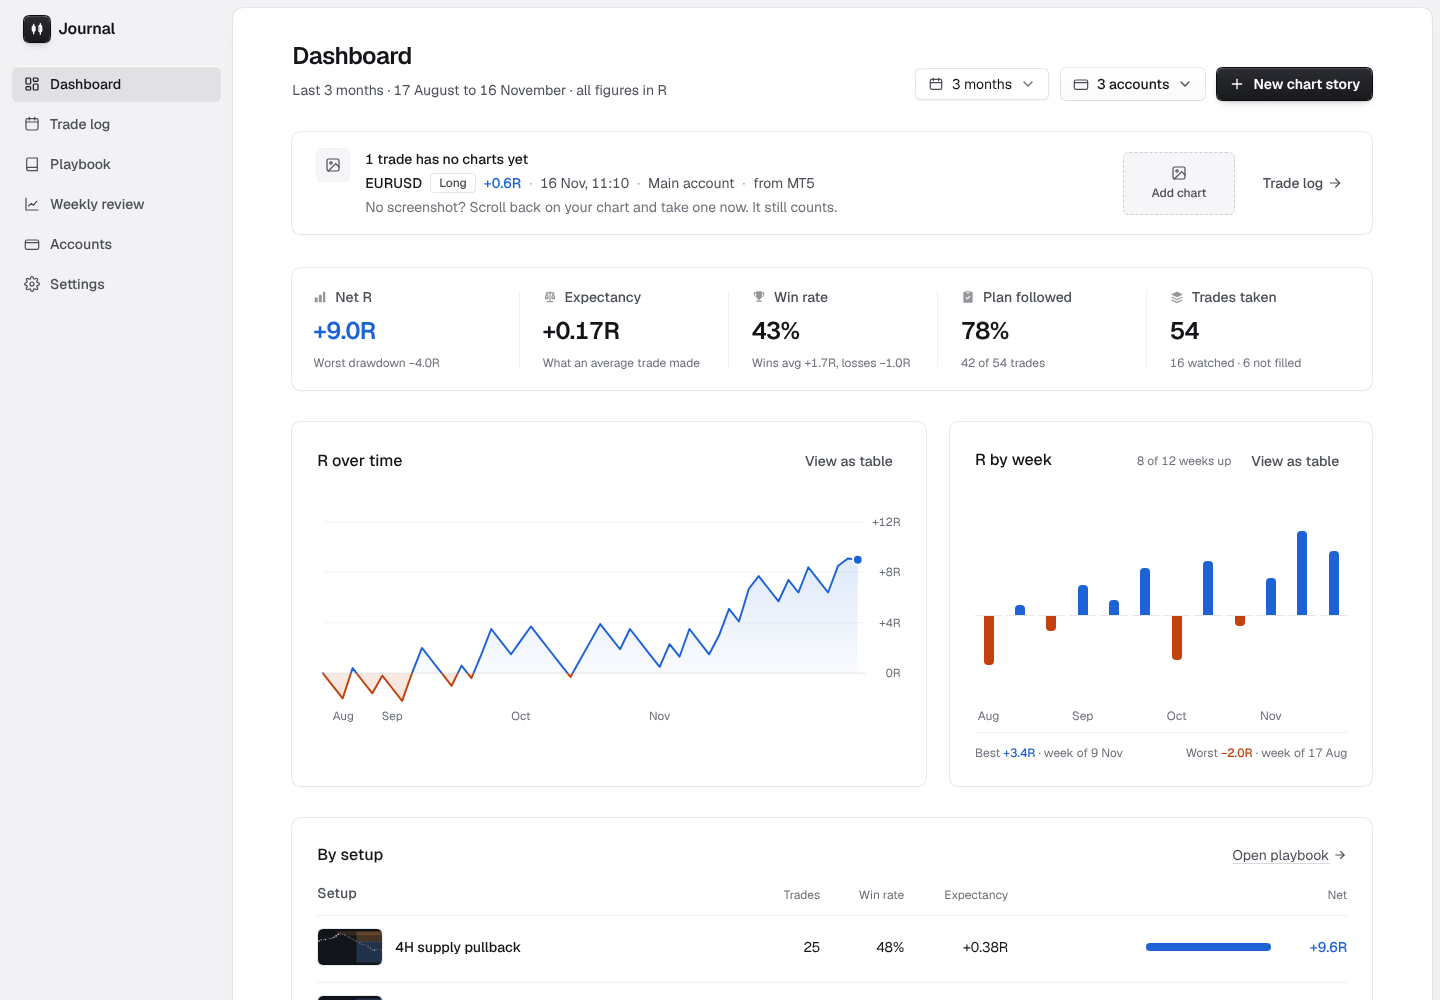 Journal
Dashboard
Trade log
Playbook
Weekly review
Accounts
Settings
Dashboard
Last 3 months · 17 August to 16 November · all figures in R
3 months
3 accounts
New chart story
1 trade has no charts yet
EURUSD Long +0.6R · 16 Nov, 11:10 · Main account · from MT5
No screenshot? Scroll back on your chart and take one now. It still counts.
Add chart
Trade log →
Net R
+9.0R
Worst drawdown −4.0R
Expectancy
+0.17R
What an average trade made
Win rate
43%
Wins avg +1.7R, losses −1.0R
Plan followed
78%
42 of 54 trades
Trades taken
54
16 watched · 6 not filled
R over time
View as table
+12R
+8R
+4R
0R
Aug Sep Oct Nov
R by week
8 of 12 weeks up
View as table
Aug Sep Oct Nov
Best +3.4R · week of 9 Nov
Worst −2.0R · week of 17 Aug
By setup
Open playbook →
Setup Trades Win rate Expectancy Net
4H supply pullback 25 48% +0.38R +9.6R